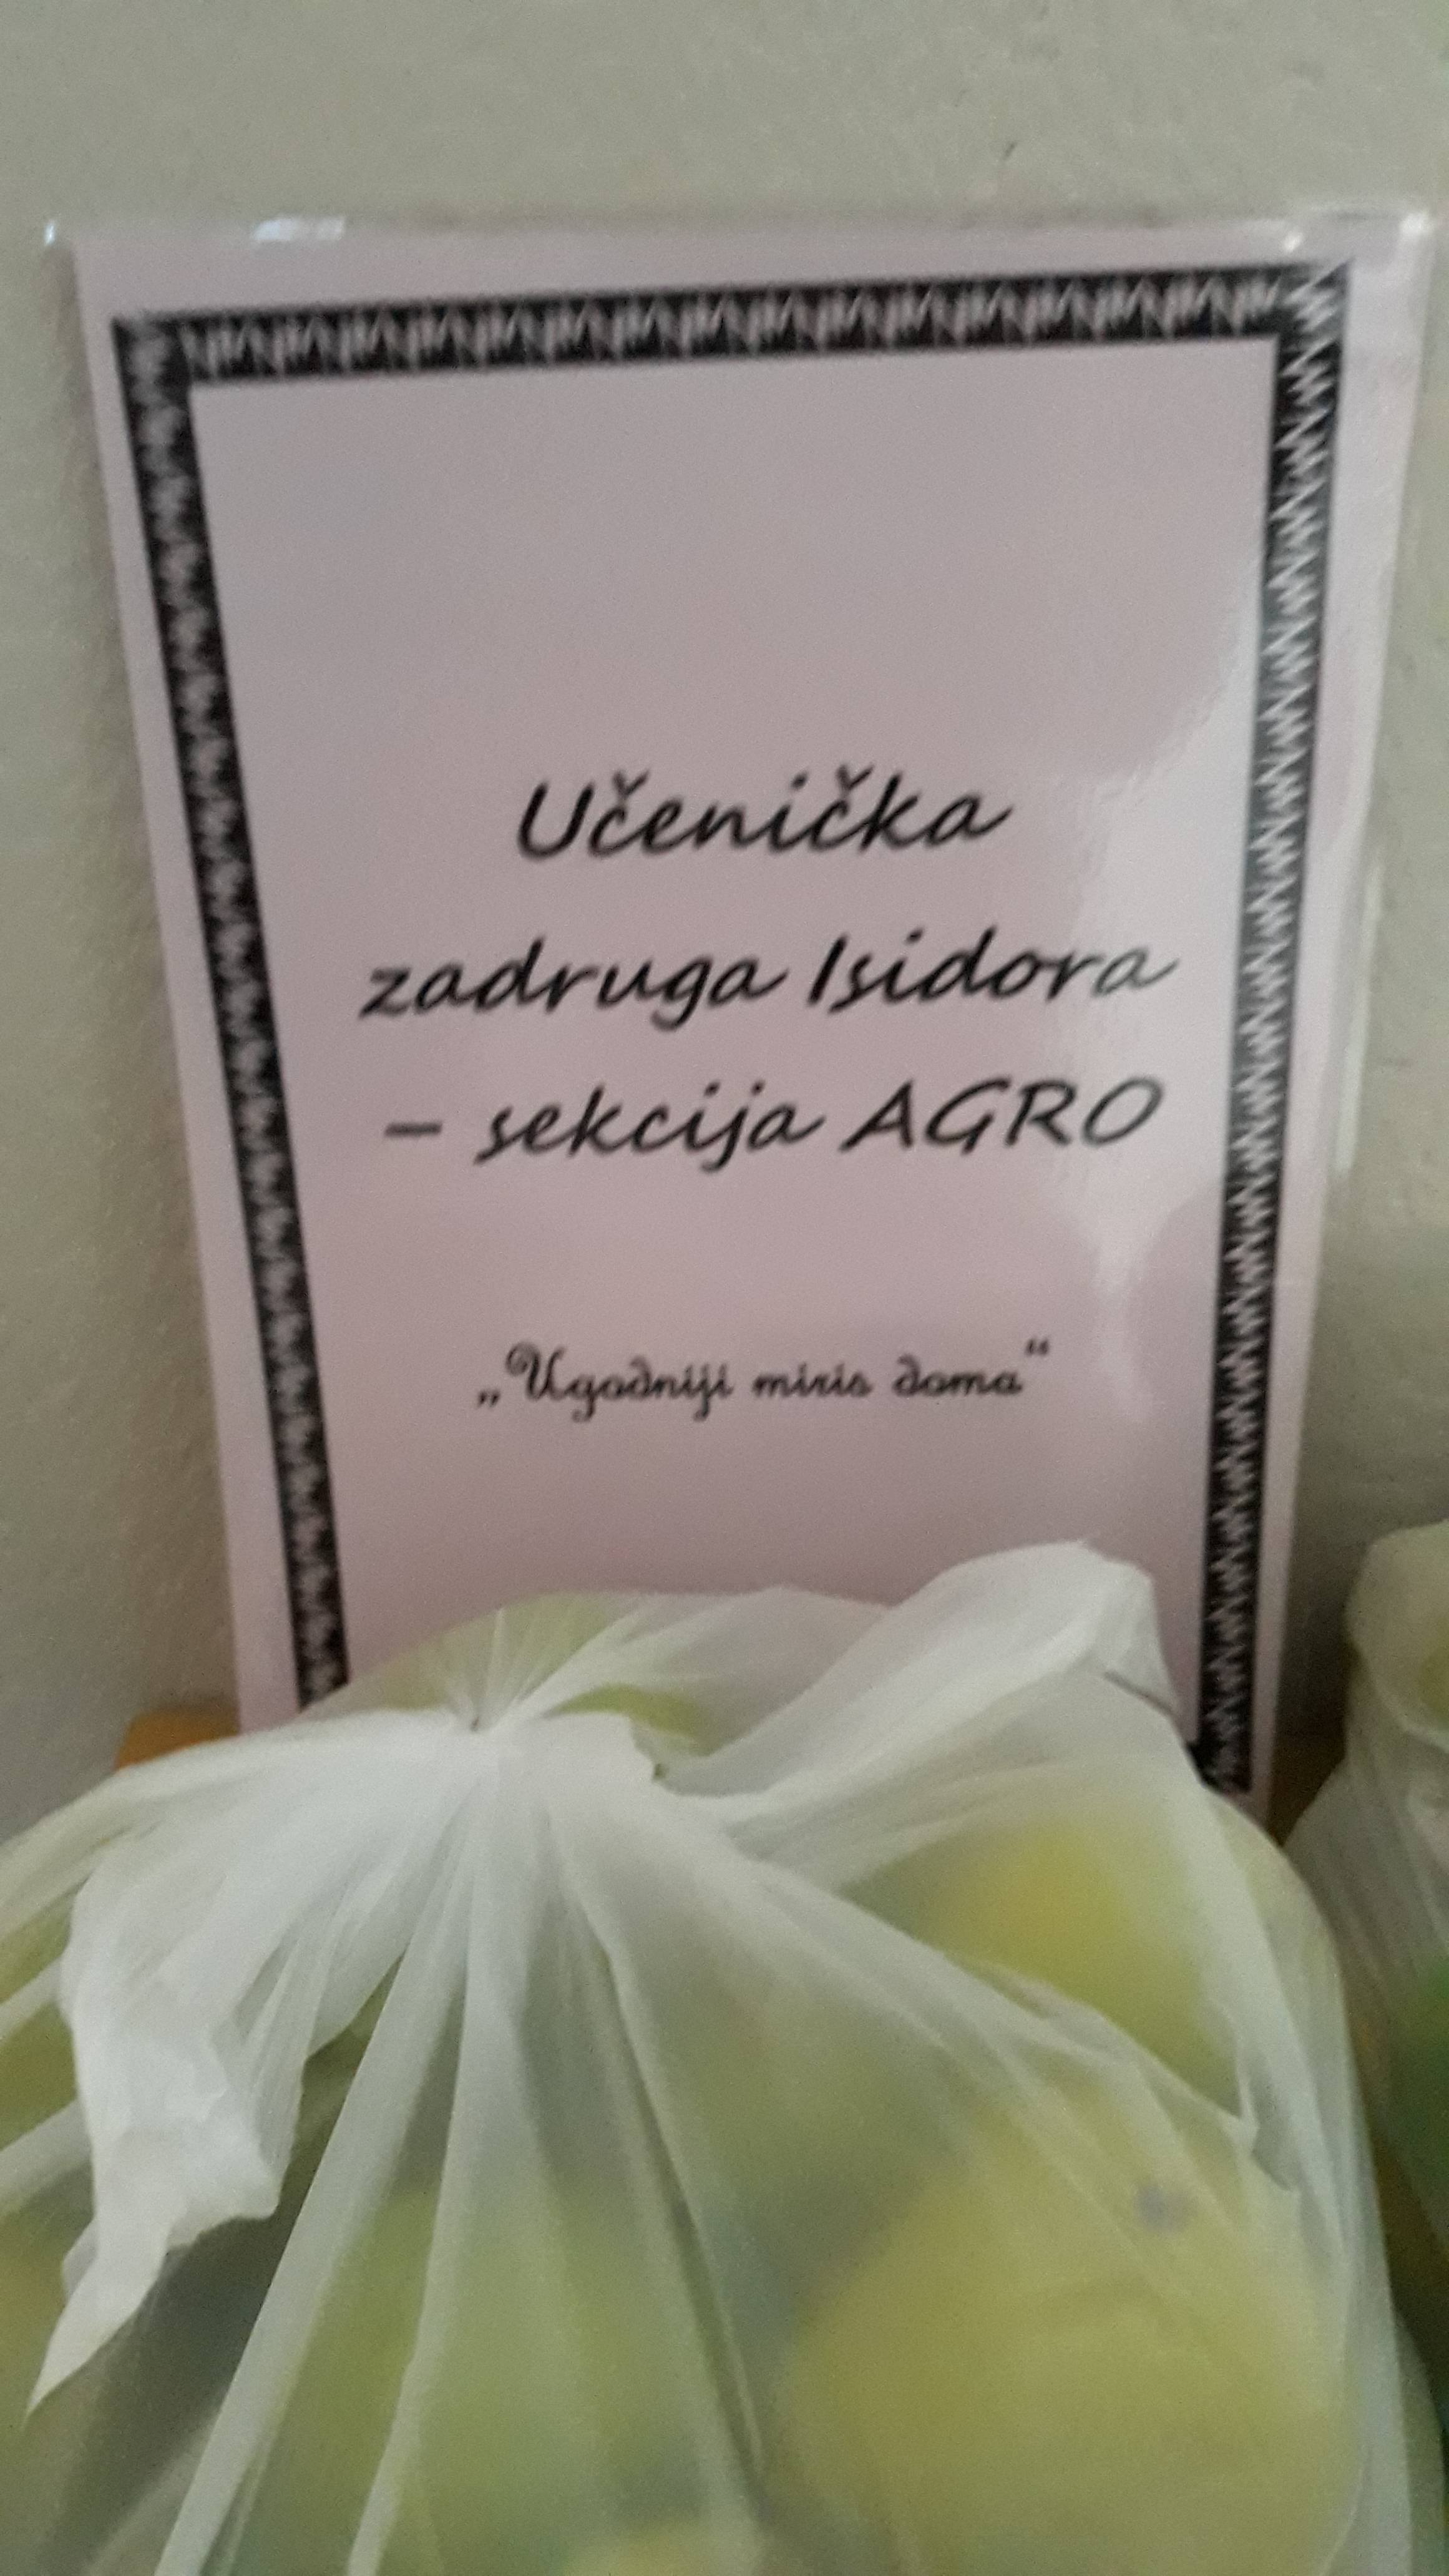 Učenička
zadruga Isidora
– sekcija AGRO
„Ugodniji miris doma“